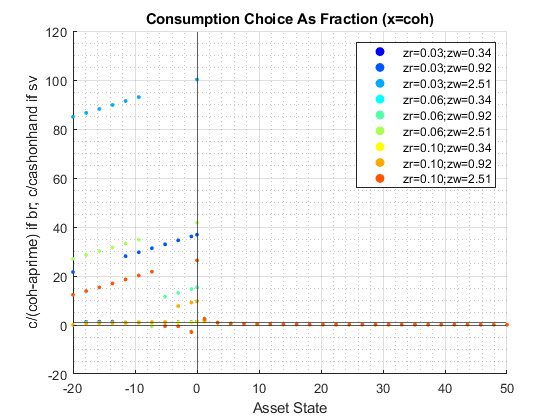 Consumption Choice As Fraction (x=coh)
120
100
80
60
40
20
0
-20
c/(coh-aprime) if br; c/cashonhand if sv
zr=0.03;zw=0.34
zr=0.03;zw=0.92
zr=0.03;zw=2.51
zr=0.06;zw=0.34
zr=0.06;zw=0.92
zr=0.06;zw=2.51
zr=0.10;zw=0.34
zr=0.10;zw=0.92
zr=0.10;zw=2.51
-20 -10 0 10 20 30 40 50
Asset State